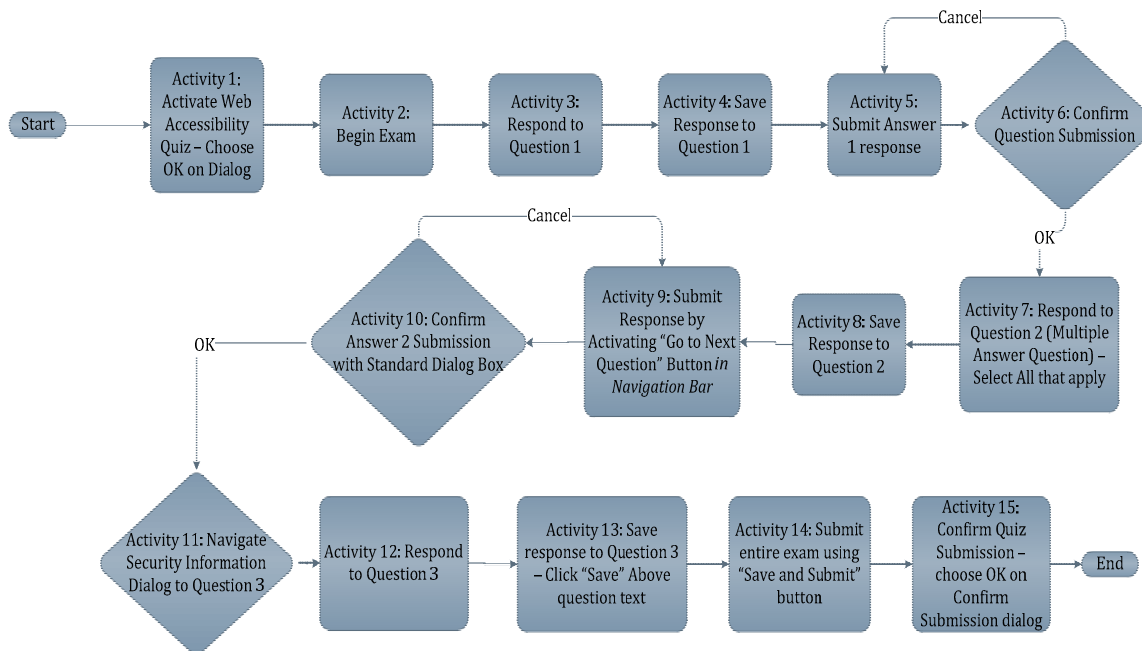 Cancel
Start
Activity 1:
Activate Web
Accessibility
Quiz – Choose
OK on Dialog
Activity 2:
Begin Exam
Activity 3:
Respond to
Question 1
Activity 4: Save
Response to
Question 1
Activity 5:
Submit Answer
1 response
Activity 6: Confirm
Question Submission
OK
Activity 7: Respond to
Question 2 (Multiple
Answer Question) –
Select All that apply
Activity 8: Save
Response to
Question 2
Activity 9: Submit
Response by
Activating “Go to Next
Question” Button in
Navigation Bar
Cancel
Activity 10: Confirm
Answer 2 Submission
with Standard Dialog Box
OK
Activity 11: Navigate
Security Information
Dialog to Question 3
Activity 12: Respond
to Question 3
Activity 13: Save
response to Question 3
– Click “Save” Above
question text
Activity 14: Submit
entire exam using
“Save and Submit”
button
Activity 15:
Confirm Quiz
Submission –
choose OK on
Confirm
Submission dialog
End